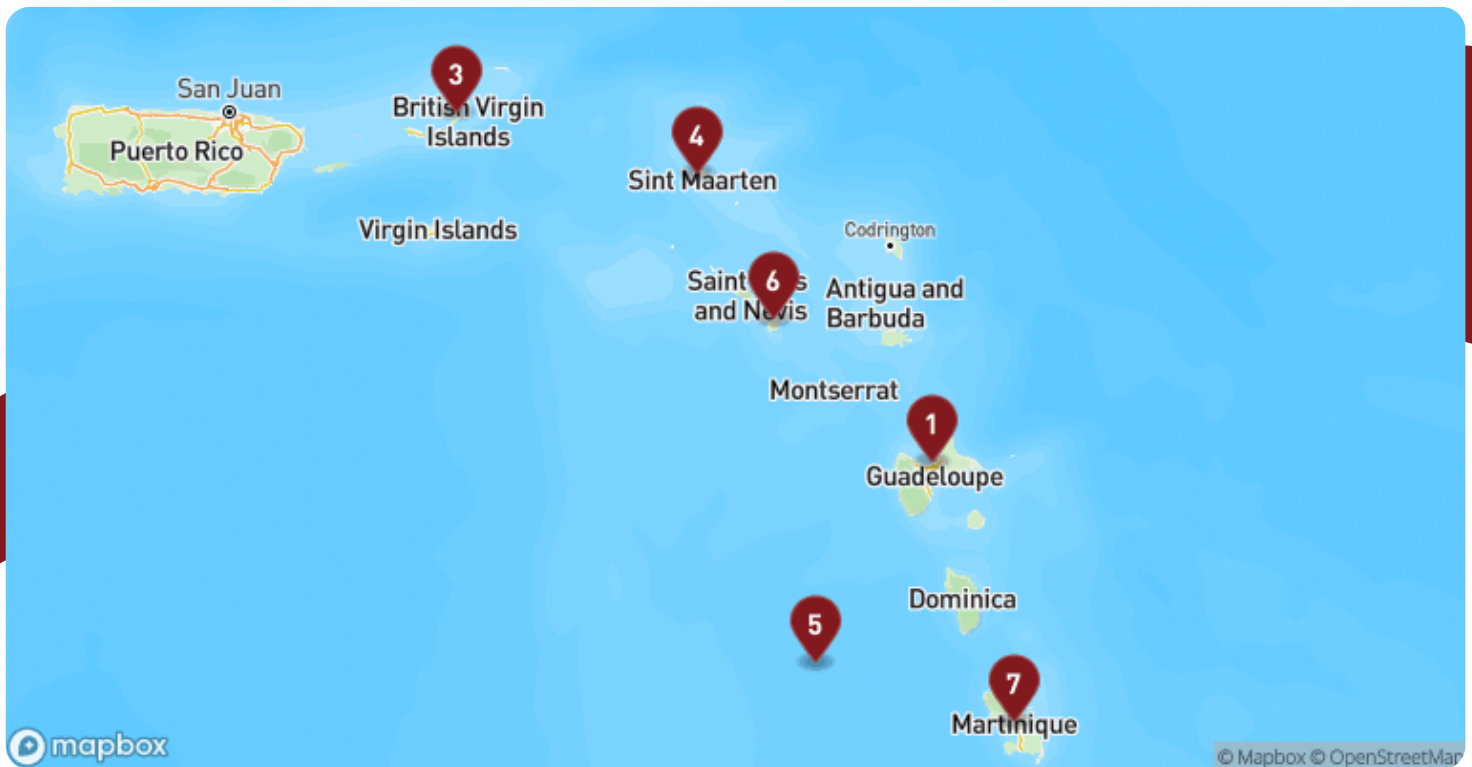 3
San Juan
British Virgin
Islands
4
Puerto Rico
Sint Maarten
Virgin Islands
Codrington
6
Saint s
and Nevis
Antigua and
Barbuda
Montserrat
1
Guadeloupe
Dominica
5
7
Martinique
mapbox
© Mapbox © OpenStreetMap